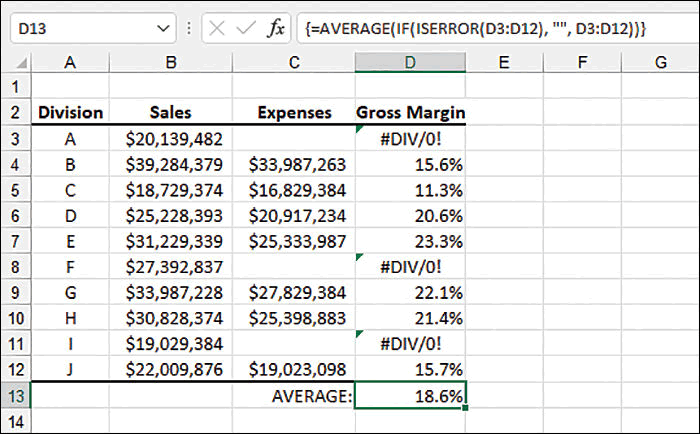 D13 fx {=AVERAGE(IF(ISERROR(D3:D12), "", D3:D12))}
A B C D E F G
1
2 Division Sales Expenses Gross Margin
3 A $20,139,482 #DIV/0!
4 B $39,284,379 $33,987,263 15.6%
5 C $18,729,374 $16,829,384 11.3%
6 D $25,228,393 $20,917,234 20.6%
7 E $31,229,339 $25,333,987 23.3%
8 F $27,392,837 #DIV/0!
9 G $33,987,228 $27,829,384 22.1%
10 H $30,828,374 $25,398,883 21.4%
11 I $19,029,384 #DIV/0!
12 J $22,009,876 $19,023,098 15.7%
13 AVERAGE: 18.6%
14